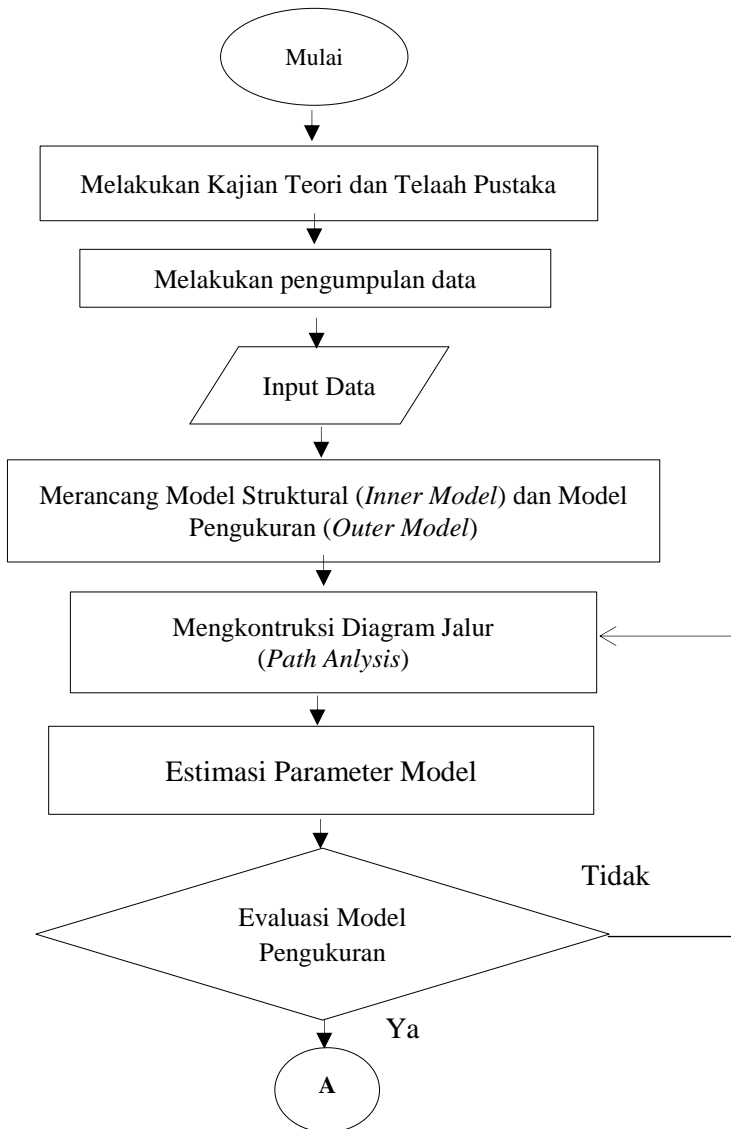 Mulai
Melakukan Kajian Teori dan Telaah Pustaka
Melakukan pengumpulan data
Input Data
Merancang Model Struktural (Inner Model) dan Model
Pengukuran (Outer Model)
Mengkontruksi Diagram Jalur
(Path Anlysis)
Estimasi Parameter Model
Tidak
Evaluasi Model
Pengukuran
Ya
A